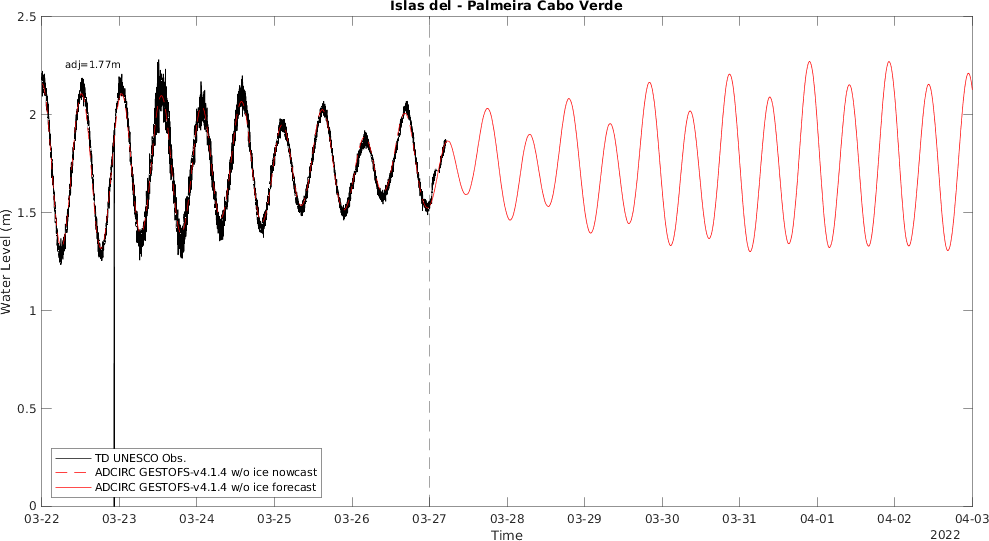 Islas del - Palmeira Cabo Verde
2.5
adj=1.77m
2
1.5
Water Level (m)
1
0.5
TD UNESCO Obs.
ADCIRC GESTOFS-v4.1.4 w/o ice nowcast
ADCIRC GESTOFS-v4.1.4 w/o ice forecast
0
03-22 03-23 03-24 03-25 03-26 03-27 03-28 03-29 03-30 03-31 04-01 04-02 04-03
Time
2022